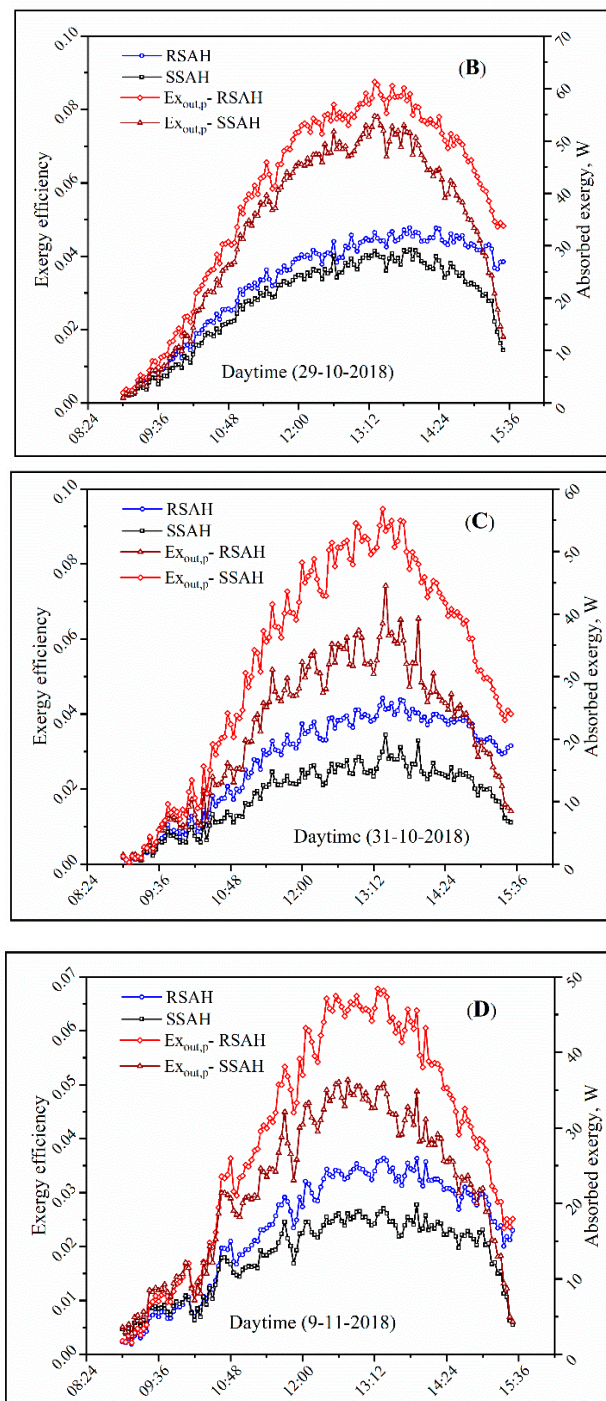 (B)
RSAH
SSAH
Exout,p- RSAH
Exout,p- SSAH
0.10
0.08
0.06
0.04
0.02
0.00
Exergy efficiency
70
60
50
40
30
20
10
0
Absorbed exergy, W
Daytime (29-10-2018)
08:24
09:36
10:48
12:00
13:12
14:24
15:36
(C)
RSAH
SSAH
Exout,p- RSAH
Exout,p- SSAH
0.10
0.08
0.06
0.04
0.02
0.00
Exergy efficiency
60
50
40
30
20
10
0
Absorbed exergy, W
Daytime (31-10-2018)
08:24
09:36
10:48
12:00
13:12
14:24
15:36
(D)
RSAH
SSAH
Exout,p- RSAH
Exout,p- SSAH
0.07
0.06
0.05
0.04
0.03
0.02
0.01
0.00
Exergy efficiency
50
40
30
20
10
0
Absorbed exergy, W
Daytime (9-11-2018)
08:24
09:36
10:48
12:00
13:12
14:24
15:36